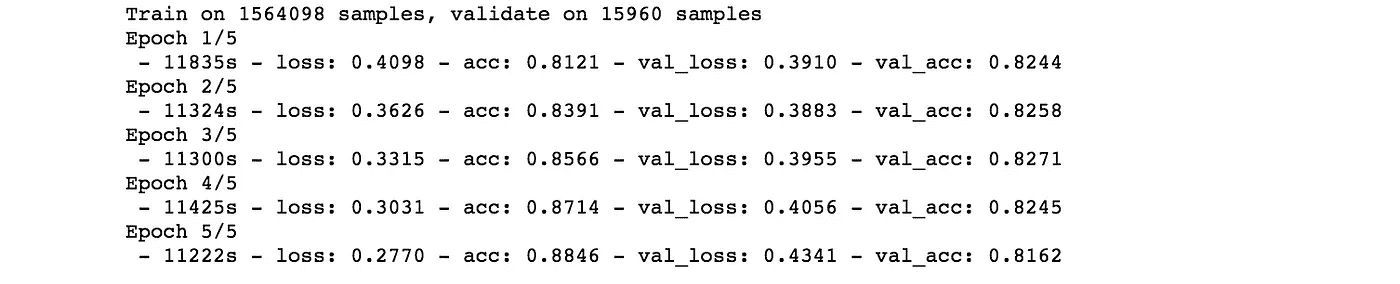 Train on 1564098 samples, validate on 15960 samples
Epoch 1/5
 - 11835s - loss: 0.4098 - acc: 0.8121 - val_loss: 0.3910 - val_acc: 0.8244
Epoch 2/5
 - 11324s - loss: 0.3626 - acc: 0.8391 - val_loss: 0.3883 - val_acc: 0.8258
Epoch 3/5
 - 11300s - loss: 0.3315 - acc: 0.8566 - val_loss: 0.3955 - val_acc: 0.8271
Epoch 4/5
 - 11425s - loss: 0.3031 - acc: 0.8714 - val_loss: 0.4056 - val_acc: 0.8245
Epoch 5/5
 - 11222s - loss: 0.2770 - acc: 0.8846 - val_loss: 0.4341 - val_acc: 0.8162